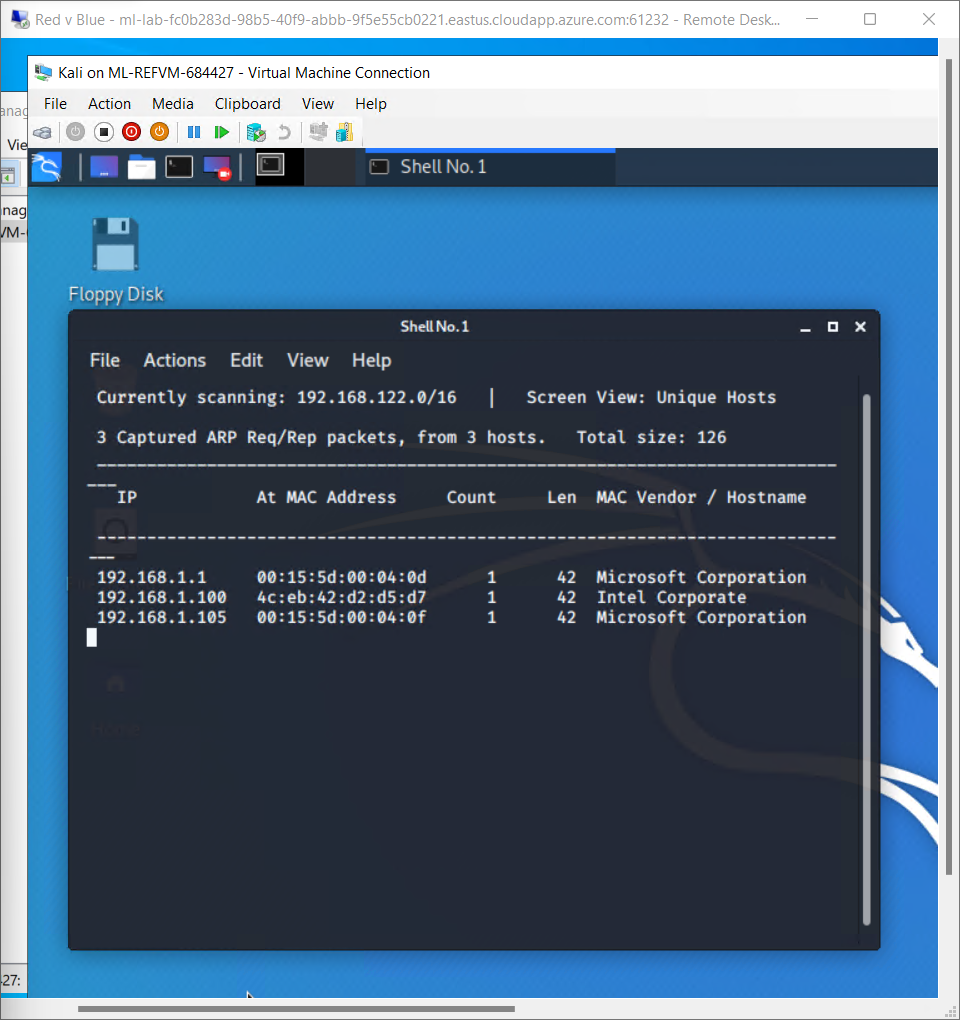 Red v Blue - ml-lab-fc0b283d-98b5-40f9-abbb-9f5e55cb0221.eastus.cloudapp.azure.com:61232 - Remote Desk...
Kali on ML-REFVM-684427 - Virtual Machine Connection
File Action Media Clipboard View Help
anag
Vie
Shell No. 1
nag
VM-
Floppy Disk
Shell No.1
File Actions Edit View Help
Currently scanning: 192.168.122.0/16 | Screen View: Unique Hosts
3 Captured ARP Req/Rep packets, from 3 hosts. Total size: 126
_____________________________________________________________________________
IP At MAC Address Count Len MAC Vendor / Hostname
-----------------------------------------------------------------------------
192.168.1.1 00:15:5d:00:04:0d 1 42 Microsoft Corporation
192.168.1.100 4c:eb:42:d2:d5:d7 1 42 Intel Corporate
192.168.1.105 00:15:5d:00:04:0f 1 42 Microsoft Corporation
Home
27: